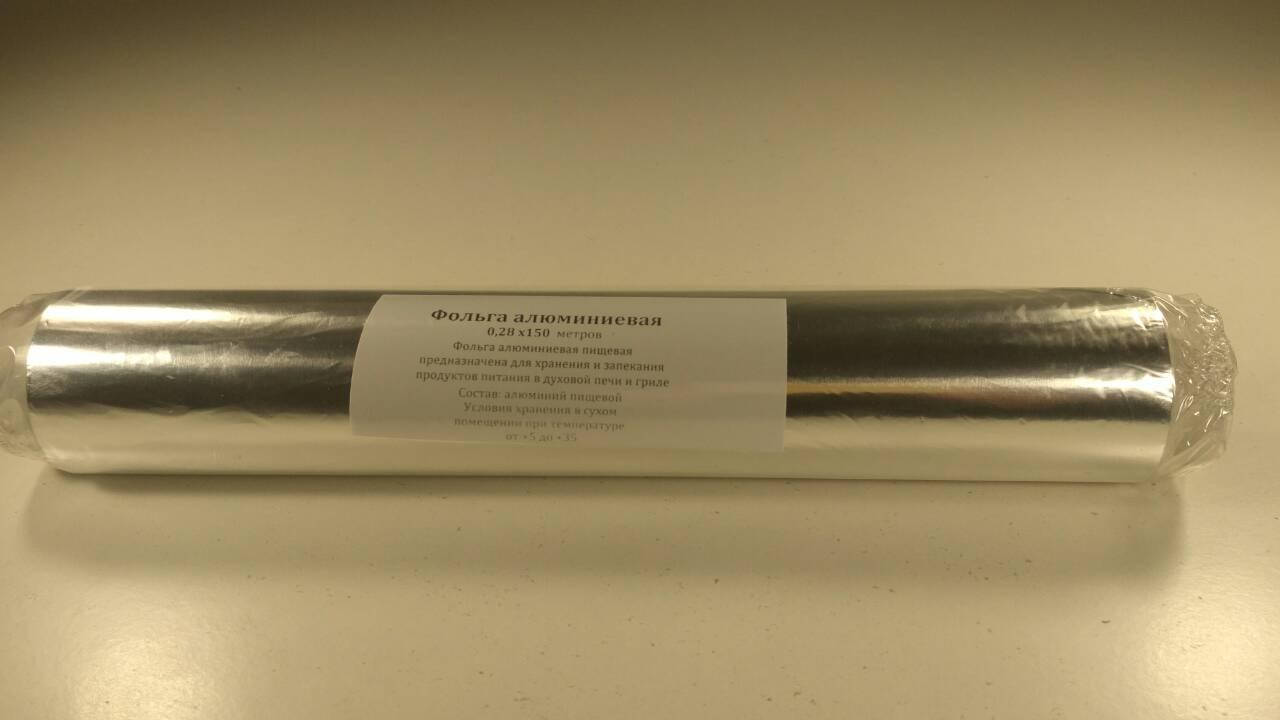 Фольга алюминиевая
0,28 х150 метров
Фольга алюминиевая пищевая
предназначена для хранения и запекания
продуктов питания в духовой печи и гриле
Состав: алюминий пищевой
Условия хранения в сухом
помещении при температуре
от +5 до +35